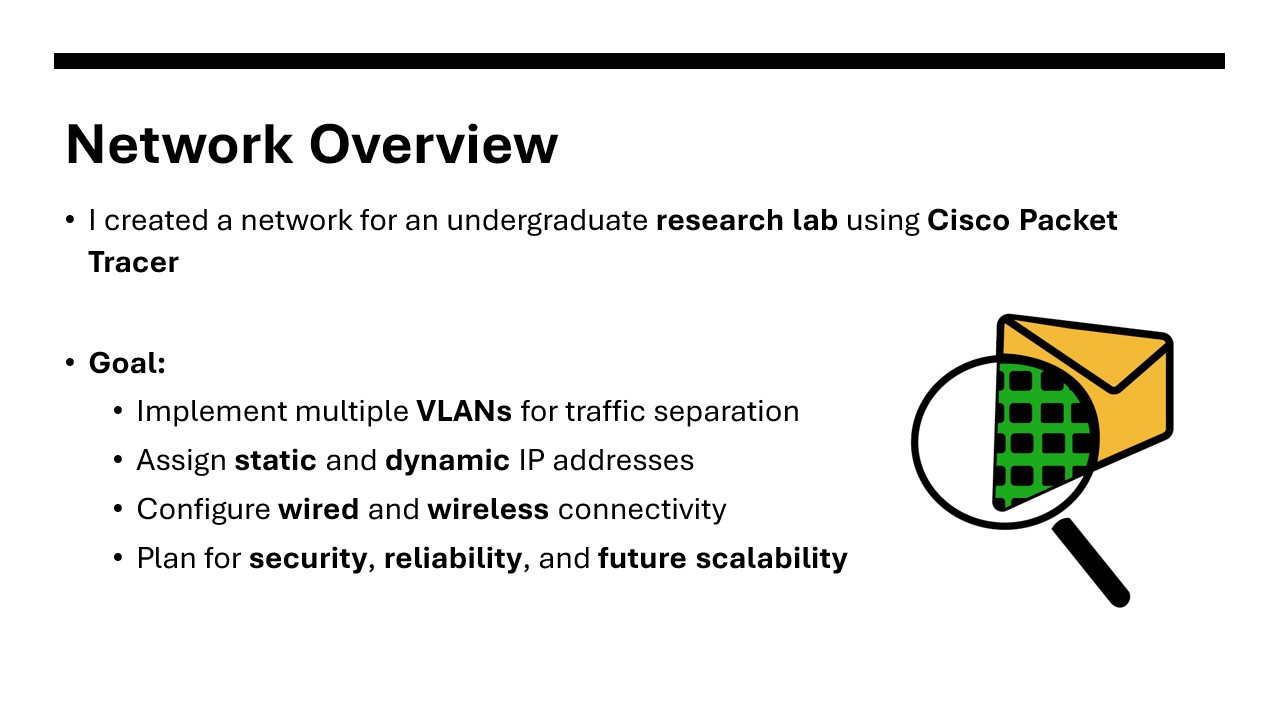 Network Overview
• I created a network for an undergraduate research lab using Cisco Packet
Tracer
• Goal:
• Implement multiple VLANs for traffic separation
• Assign static and dynamic IP addresses
• Configure wired and wireless connectivity
• Plan for security, reliability, and future scalability